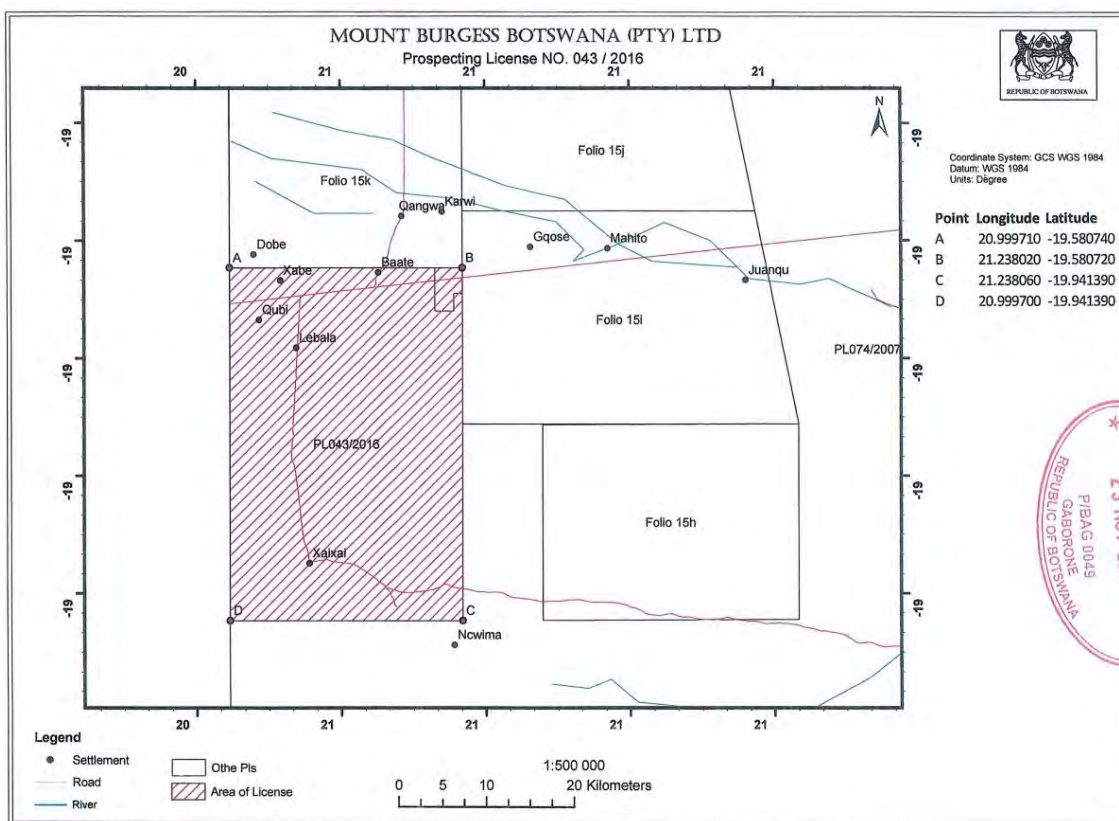 MOUNT BURGESS BOTSWANA (PTY) LTD
Prospecting License NO. 043 / 2016
REPUBLIC OF BOTSWANA
20 21 21 21 21
N
-19
-19
-19
-19
-19
Folio 15j
Folio 15k
Qangwa
Karwi
Dobe
Gqose
Mahito
A
Xabe
Baate
B
Juanqu
Qubi
Folio 15i
Lebala
PL074/2007
PL043/2016
Folio 15h
Xaixai
D
C
Ncwima
-19
-19
-19
-19
-19
20 21 21 21 21
Coordinate System: GCS WGS 1984
Datum: WGS 1984
Units: Degree
Point Longitude Latitude
A 20.999710 -19.580740
B 21.238020 -19.580720
C 21.238060 -19.941390
D 20.999700 -19.941390
P/BAG 0049
GABORONE
REPUBLIC OF BOTSWANA
Legend
Settlement
Road
River
Othe Pls
Area of License
1:500 000
0 5 10 20 Kilometers